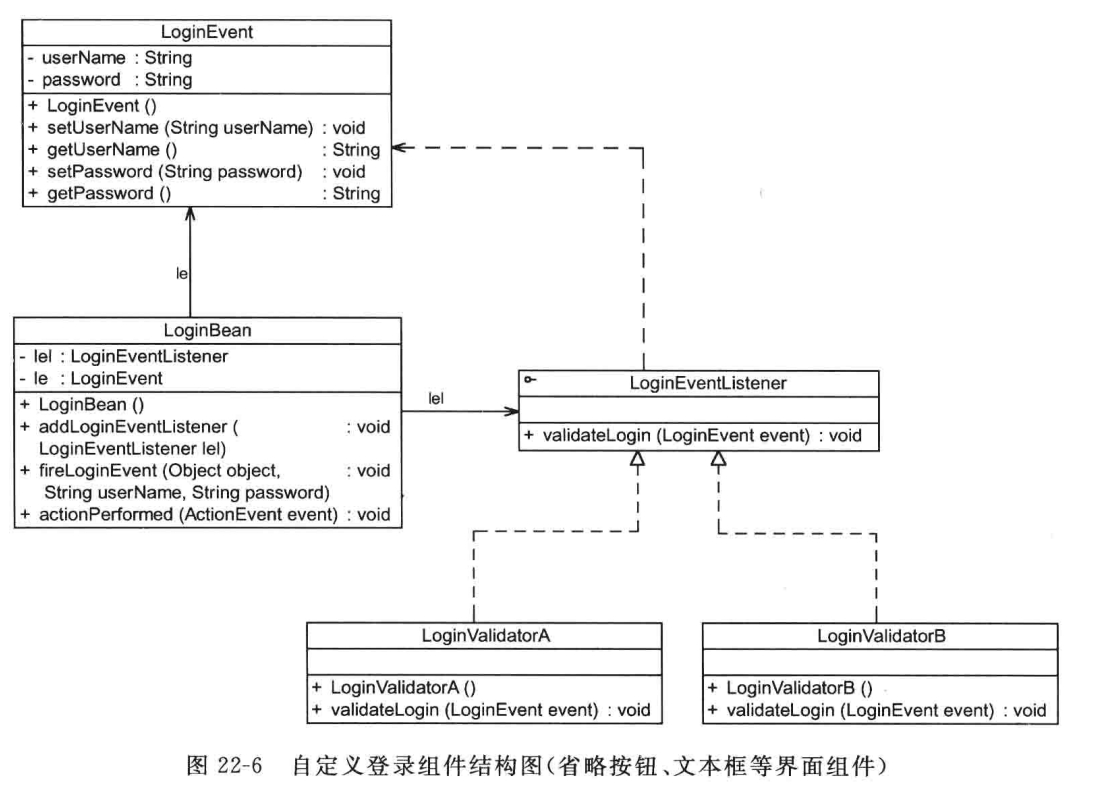 LoginEvent
- userName : String
- password : String
+ LoginEvent ()
+ setUserName (String userName) : void
+ getUserName () : String
+ setPassword (String password) : void
+ getPassword () : String
le
LoginBean
- lel : LoginEventListener
- le : LoginEvent
+ LoginBean ()
+ addLoginEventListener ( : void
LoginEventListener lel)
+ fireLoginEvent (Object object, : void
String userName, String password)
+ actionPerformed (ActionEvent event) : void
lel
LoginEventListener
+ validateLogin (LoginEvent event) : void
LoginValidatorA
+ LoginValidatorA ()
+ validateLogin (LoginEvent event) : void
LoginValidatorB
+ LoginValidatorB ()
+ validateLogin (LoginEvent event) : void
图 22-6 自定义登录组件结构图(省略按钮、文本框等界面组件)